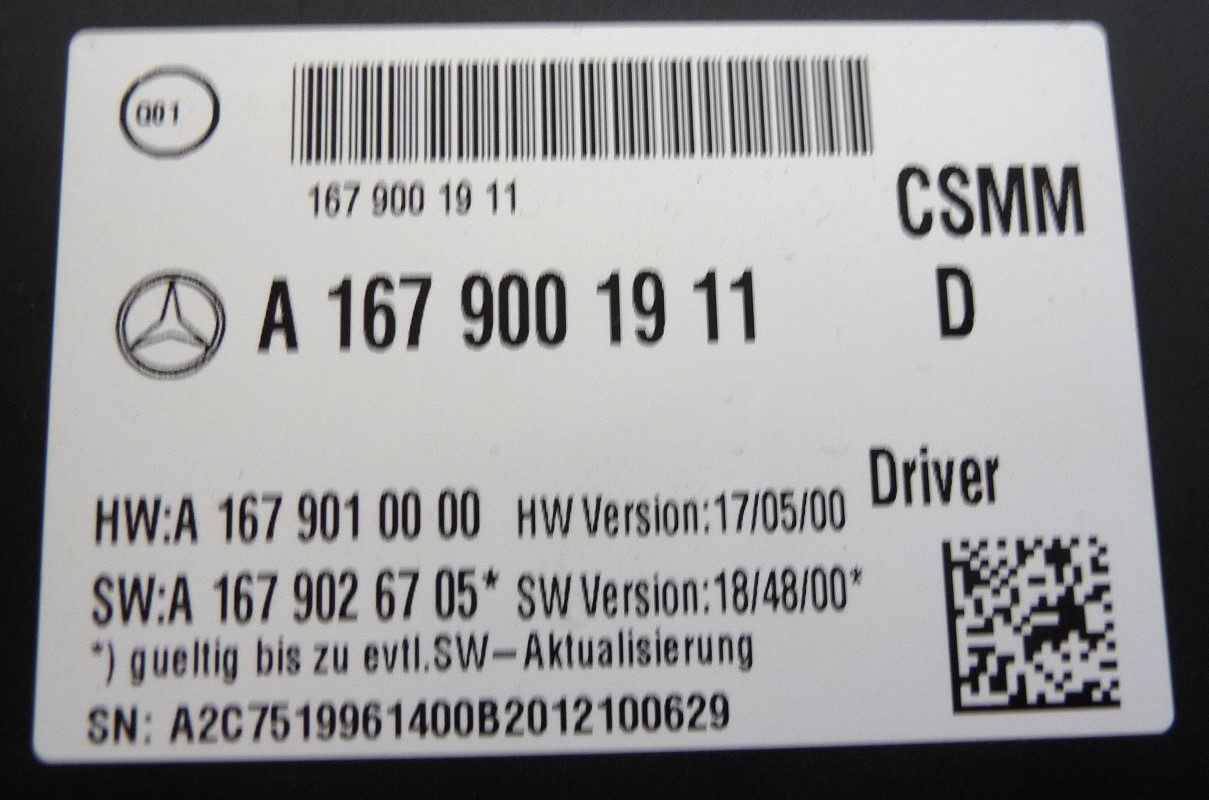 Q01
167 900 19 11
CSMM
A 167 900 19 11
D
Driver
HW:A 167 901 00 00 HW Version:17/05/00
SW:A 167 902 67 05* SW Version:18/48/00*
*) gueltig bis zu evtl.SW-Aktualisierung
SN: A2C7519961400B2012100629